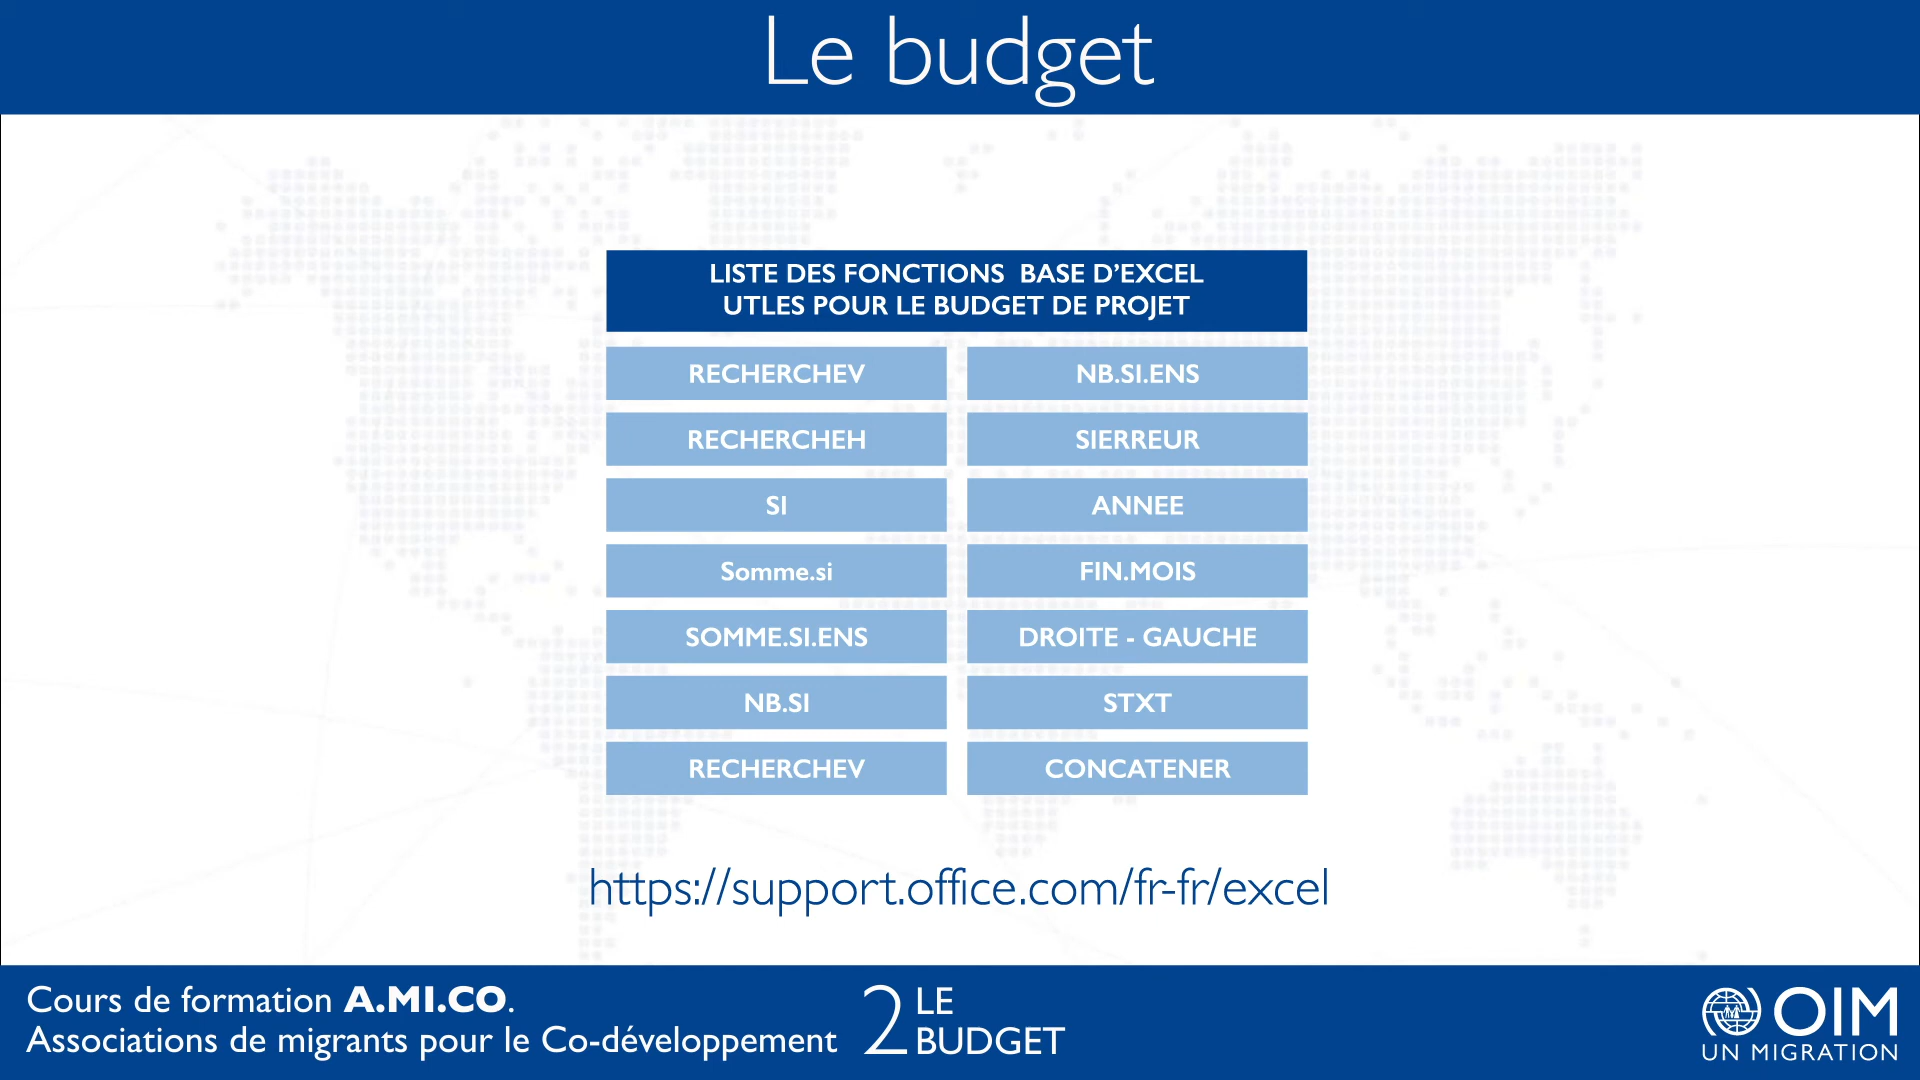 Le budget
LISTE DES FONCTIONS BASE D'EXCEL
UTLES POUR LE BUDGET DE PROJET
RECHERCHEV
NB.SI.ENS
RECHERCHEH
SIERREUR
SI
ANNEE
Somme.si
FIN.MOIS
SOMME.SI.ENS
DROITE - GAUCHE
NB.SI
STXT
RECHERCHEV
CONCATENER
https://support.office.com/fr-fr/excel
Cours de formation A.MI.CO.
Associations de migrants pour le Co-développement
2 LE
BUDGET
OIM
UN MIGRATION